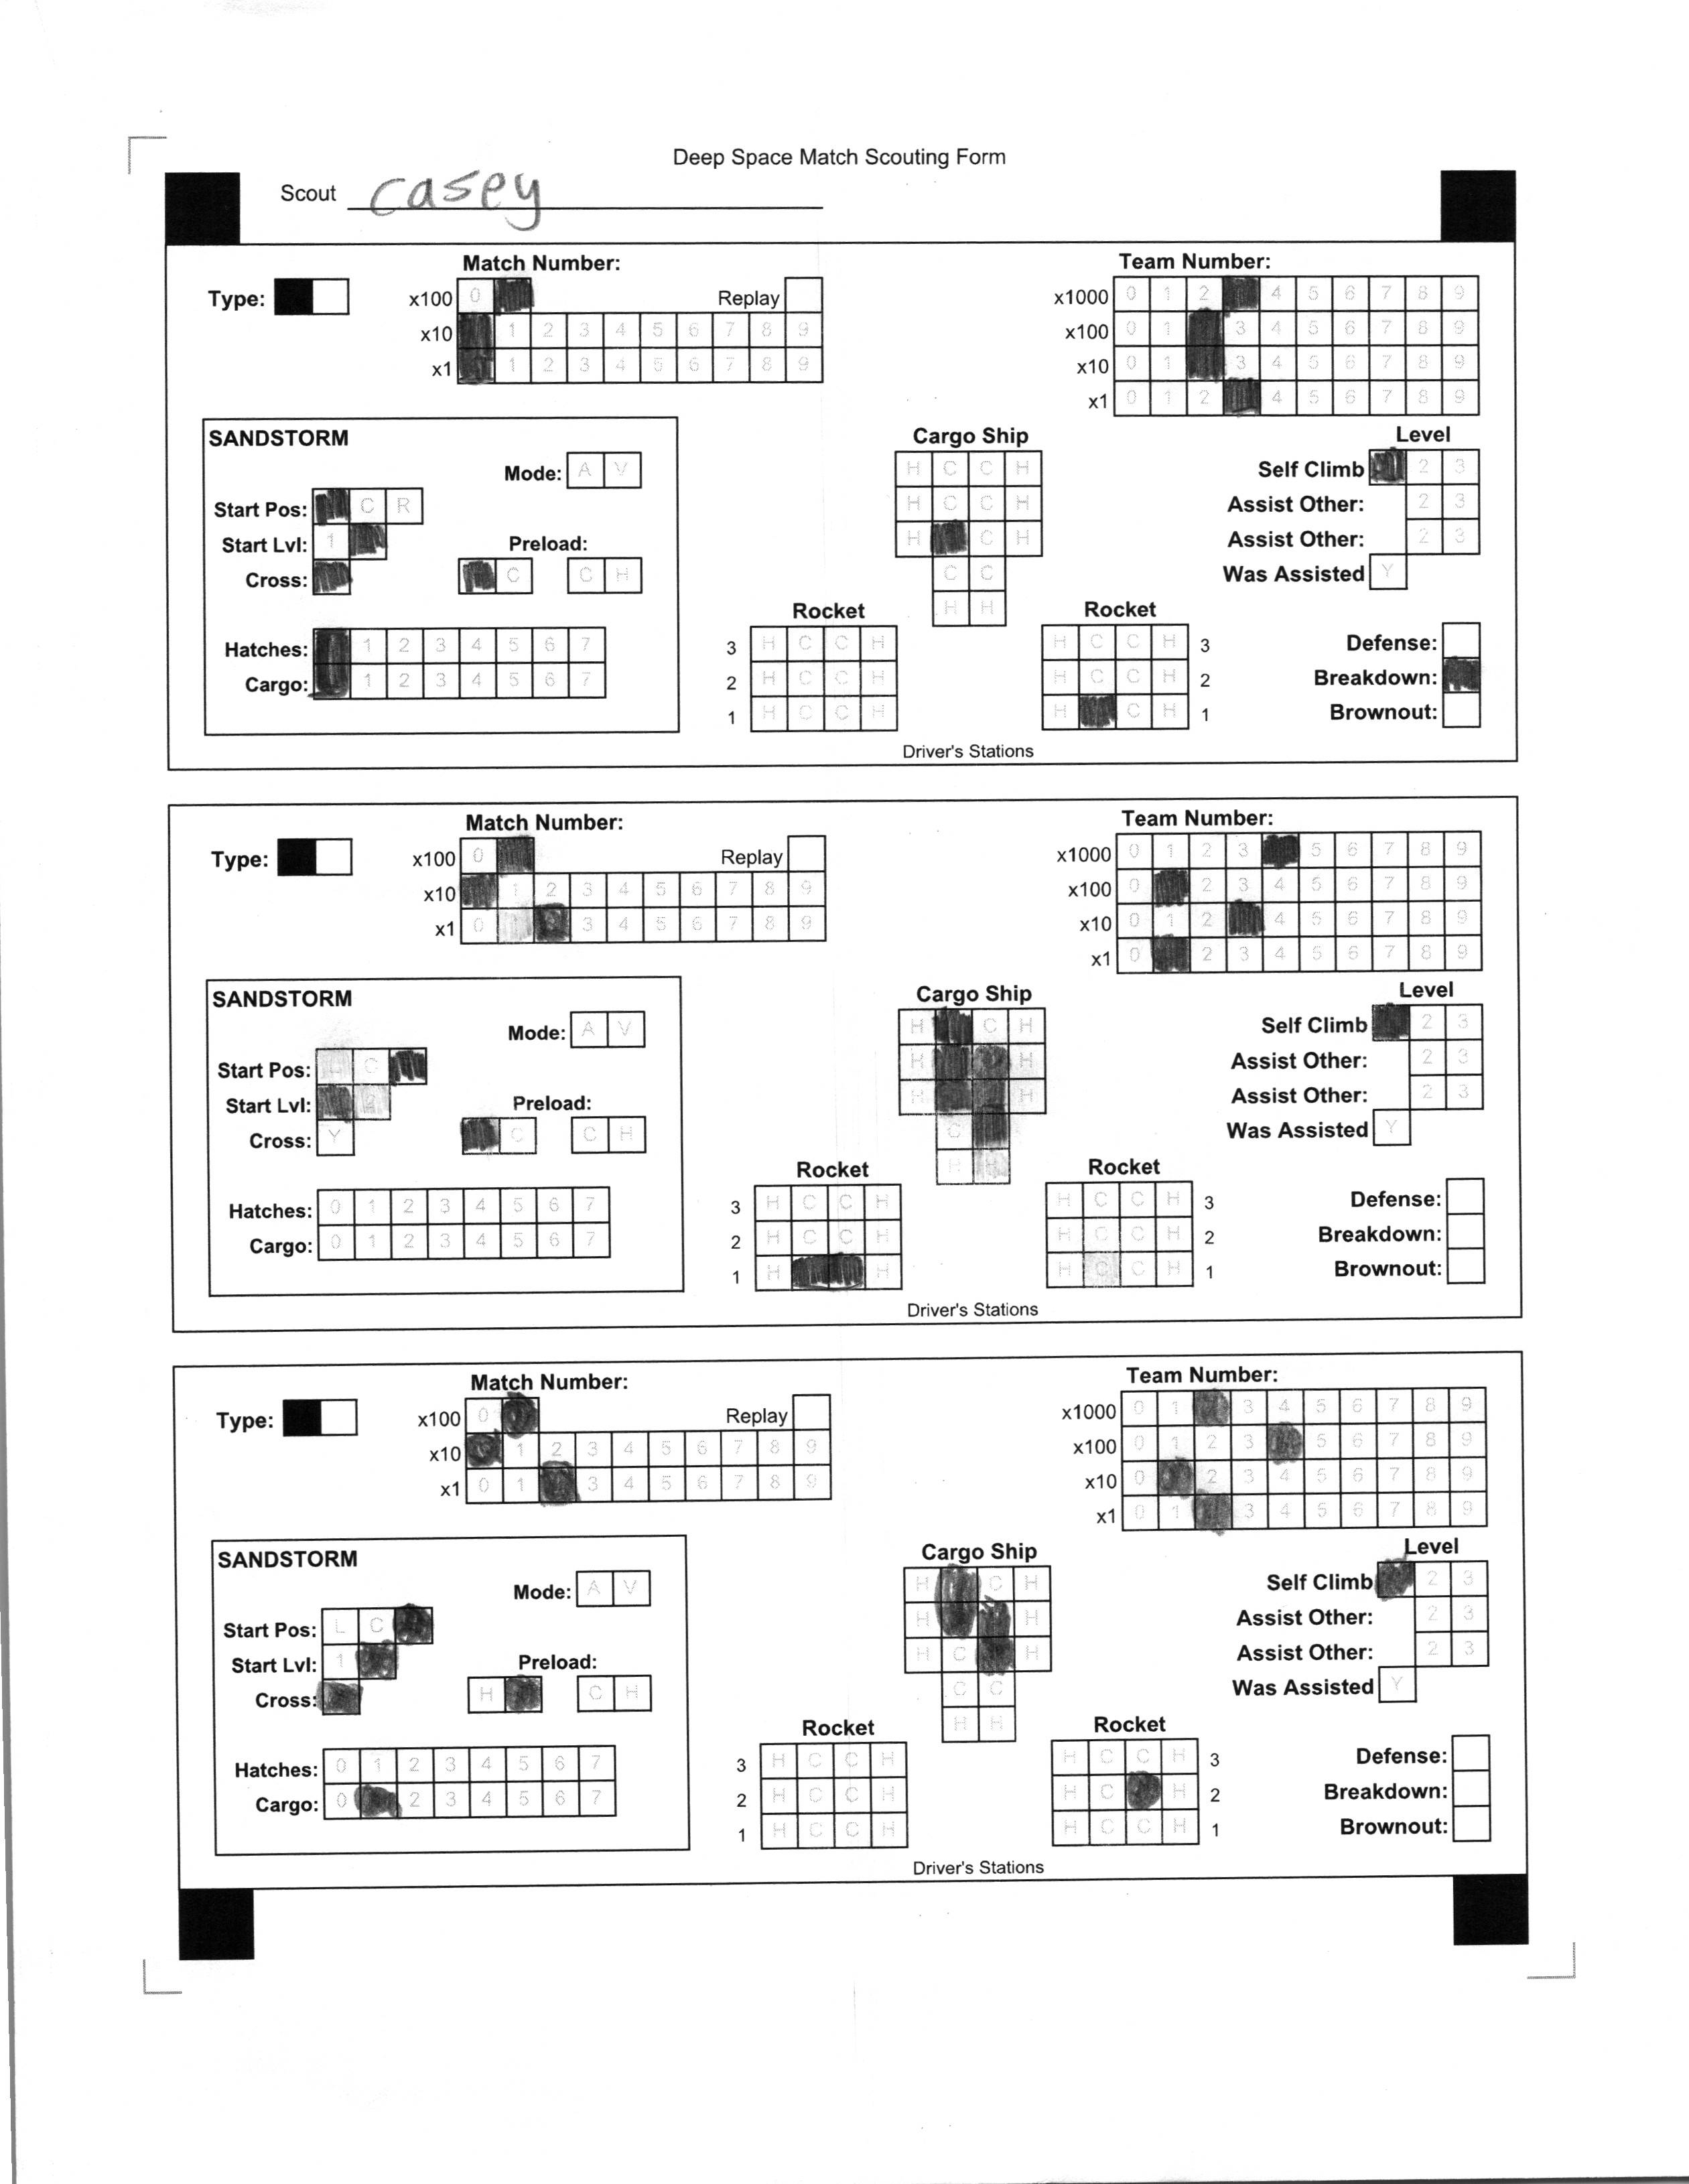 Deep Space Match Scouting Form
Scout casey
Match Number: Team Number:
Type: x100 0 Replay x1000 0 1 2 4 5 6 7 8 9
x10 1 2 3 4 5 6 7 8 9 x100 0 1 3 4 5 6 7 8 9
x1 1 2 3 4 5 6 7 8 9 x10 0 1 3 4 5 6 7 8 9
x1 0 1 2 4 5 6 7 8 9
SANDSTORM Cargo Ship Level
Mode: A V H C C H Self Climb 2 3
Start Pos: C R H C C H Assist Other: 2 3
Start Lvl: 1 Preload: H C H Assist Other: 2 3
Cross: C C H C C Was Assisted Y
Rocket H H Rocket
Hatches: 1 2 3 4 5 6 7 3 H C C H H C C H 3 Defense:
Cargo: 1 2 3 4 5 6 7 2 H C C H H C C H 2 Breakdown:
1 H C C H H C H 1 Brownout:
Driver's Stations
Match Number: Team Number:
Type: x100 0 Replay x1000 0 1 2 3 5 6 7 8 9
x10 1 2 3 4 5 6 7 8 9 x100 0 2 3 4 5 6 7 8 9
x1 0 3 4 5 6 7 8 9 x10 0 1 2 4 5 6 7 8 9
x1 0 2 3 4 5 6 7 8 9
SANDSTORM Cargo Ship Level
Mode: A V H C H Self Climb 2 3
Start Pos: C H H Assist Other: 2 3
Start Lvl: 2 Preload: H H Assist Other: 2 3
Cross: Y C C H C Was Assisted Y
Rocket H H Rocket
Hatches: 0 1 2 3 4 5 6 7 3 H C C H H C C H 3 Defense:
Cargo: 0 1 2 3 4 5 6 7 2 H C C H H C C H 2 Breakdown:
1 H H H C C H 1 Brownout:
Driver's Stations
Match Number: Team Number:
Type: x100 0 Replay x1000 0 1 3 4 5 6 7 8 9
x10 1 2 3 4 5 6 7 8 9 x100 0 1 2 3 5 6 7 8 9
x1 0 1 3 4 5 6 7 8 9 x10 0 2 3 4 5 6 7 8 9
x1 0 1 3 4 5 6 7 8 9
SANDSTORM Cargo Ship Level
Mode: A V H C H Self Climb 2 3
Start Pos: L C H H Assist Other: 2 3
Start Lvl: 1 Preload: H C H Assist Other: 2 3
Cross: H C H C C Was Assisted Y
Rocket H H Rocket
Hatches: 0 1 2 3 4 5 6 7 3 H C C H H C C H 3 Defense:
Cargo: 0 2 3 4 5 6 7 2 H C C H H C H 2 Breakdown:
1 H C C H H C C H 1 Brownout:
Driver's Stations